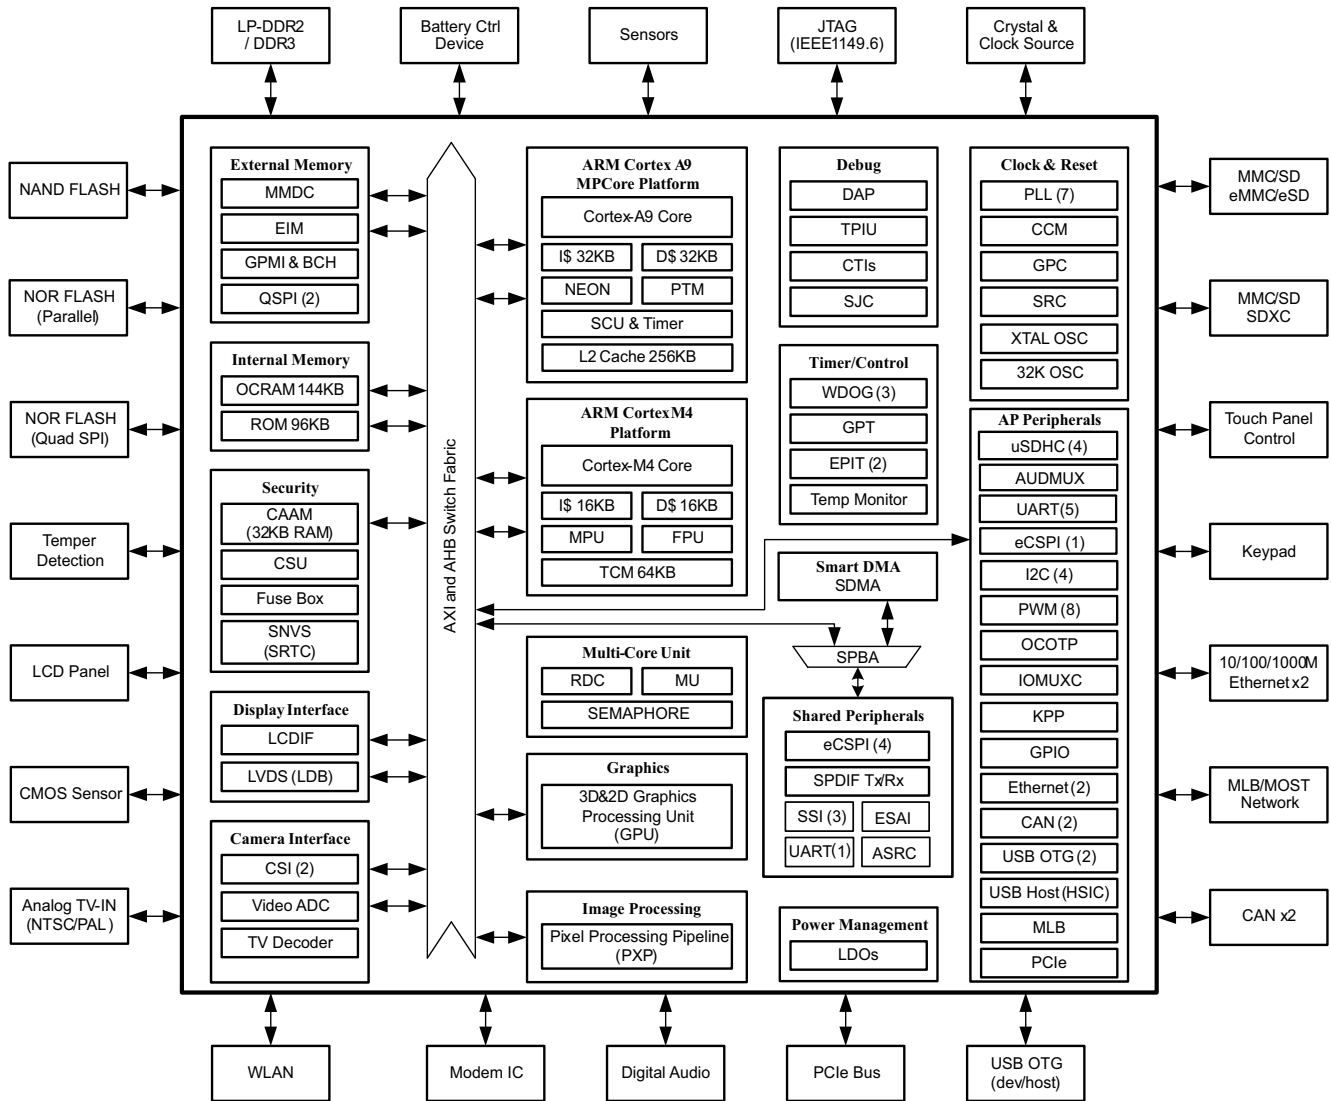 LP-DDR2
/ DDR3
Battery Ctrl
Device
Sensors
JTAG
(IEEE1149.6)
Crystal &
Clock Source
NAND FLASH
NOR FLASH
(Parallel)
NOR FLASH
(Quad SPI)
Temper
Detection
LCD Panel
CMOS Sensor
Analog TV-IN
(NTSC/PAL)
External Memory
MMDC
EIM
GPMI & BCH
QSPI (2)
Internal Memory
OCRAM 144KB
ROM 96KB
Security
CAAM
(32KB RAM)
CSU
Fuse Box
SNVS
(SRTC)
Display Interface
LCDIF
LVDS (LDB)
Camera Interface
CSI (2)
Video ADC
TV Decoder
AXI and AHB Switch Fabric
ARM Cortex A9
MPCore Platform
Cortex-A9 Core
I$ 32KB
D$ 32KB
NEON
PTM
SCU & Timer
L2 Cache 256KB
ARM Cortex M4
Platform
Cortex-M4 Core
I$ 16KB
D$ 16KB
MPU
FPU
TCM 64KB
Multi-Core Unit
RDC
MU
SEMAPHORE
Graphics
3D&2D Graphics
Processing Unit
(GPU)
Image Processing
Pixel Processing Pipeline
(PXP)
Debug
DAP
TPIU
CTIs
SJC
Timer/Control
WDOG (3)
GPT
EPIT (2)
Temp Monitor
Smart DMA
SDMA
SPBA
Shared Peripherals
eCSPI (4)
SPDIF Tx/Rx
SSI (3)
ESAI
UART(1)
ASRC
Power Management
LDOs
Clock & Reset
PLL (7)
CCM
GPC
SRC
XTAL OSC
32K OSC
AP Peripherals
uSDHC (4)
AUDMUX
UART (5)
eCSPI (1)
I2C (4)
PWM (8)
OCOTP
IOMUXC
KPP
GPIO
Ethernet (2)
CAN (2)
USB OTG (2)
USB Host (HSIC)
MLB
PCIe
MMC/SD
eMMC/eSD
MMC/SD
SDXC
Touch Panel
Control
Keypad
10/100/1000M
Ethernet x2
MLB/MOST
Network
CAN x2
WLAN
Modem IC
Digital Audio
PCIe Bus
USB OTG
(dev/host)